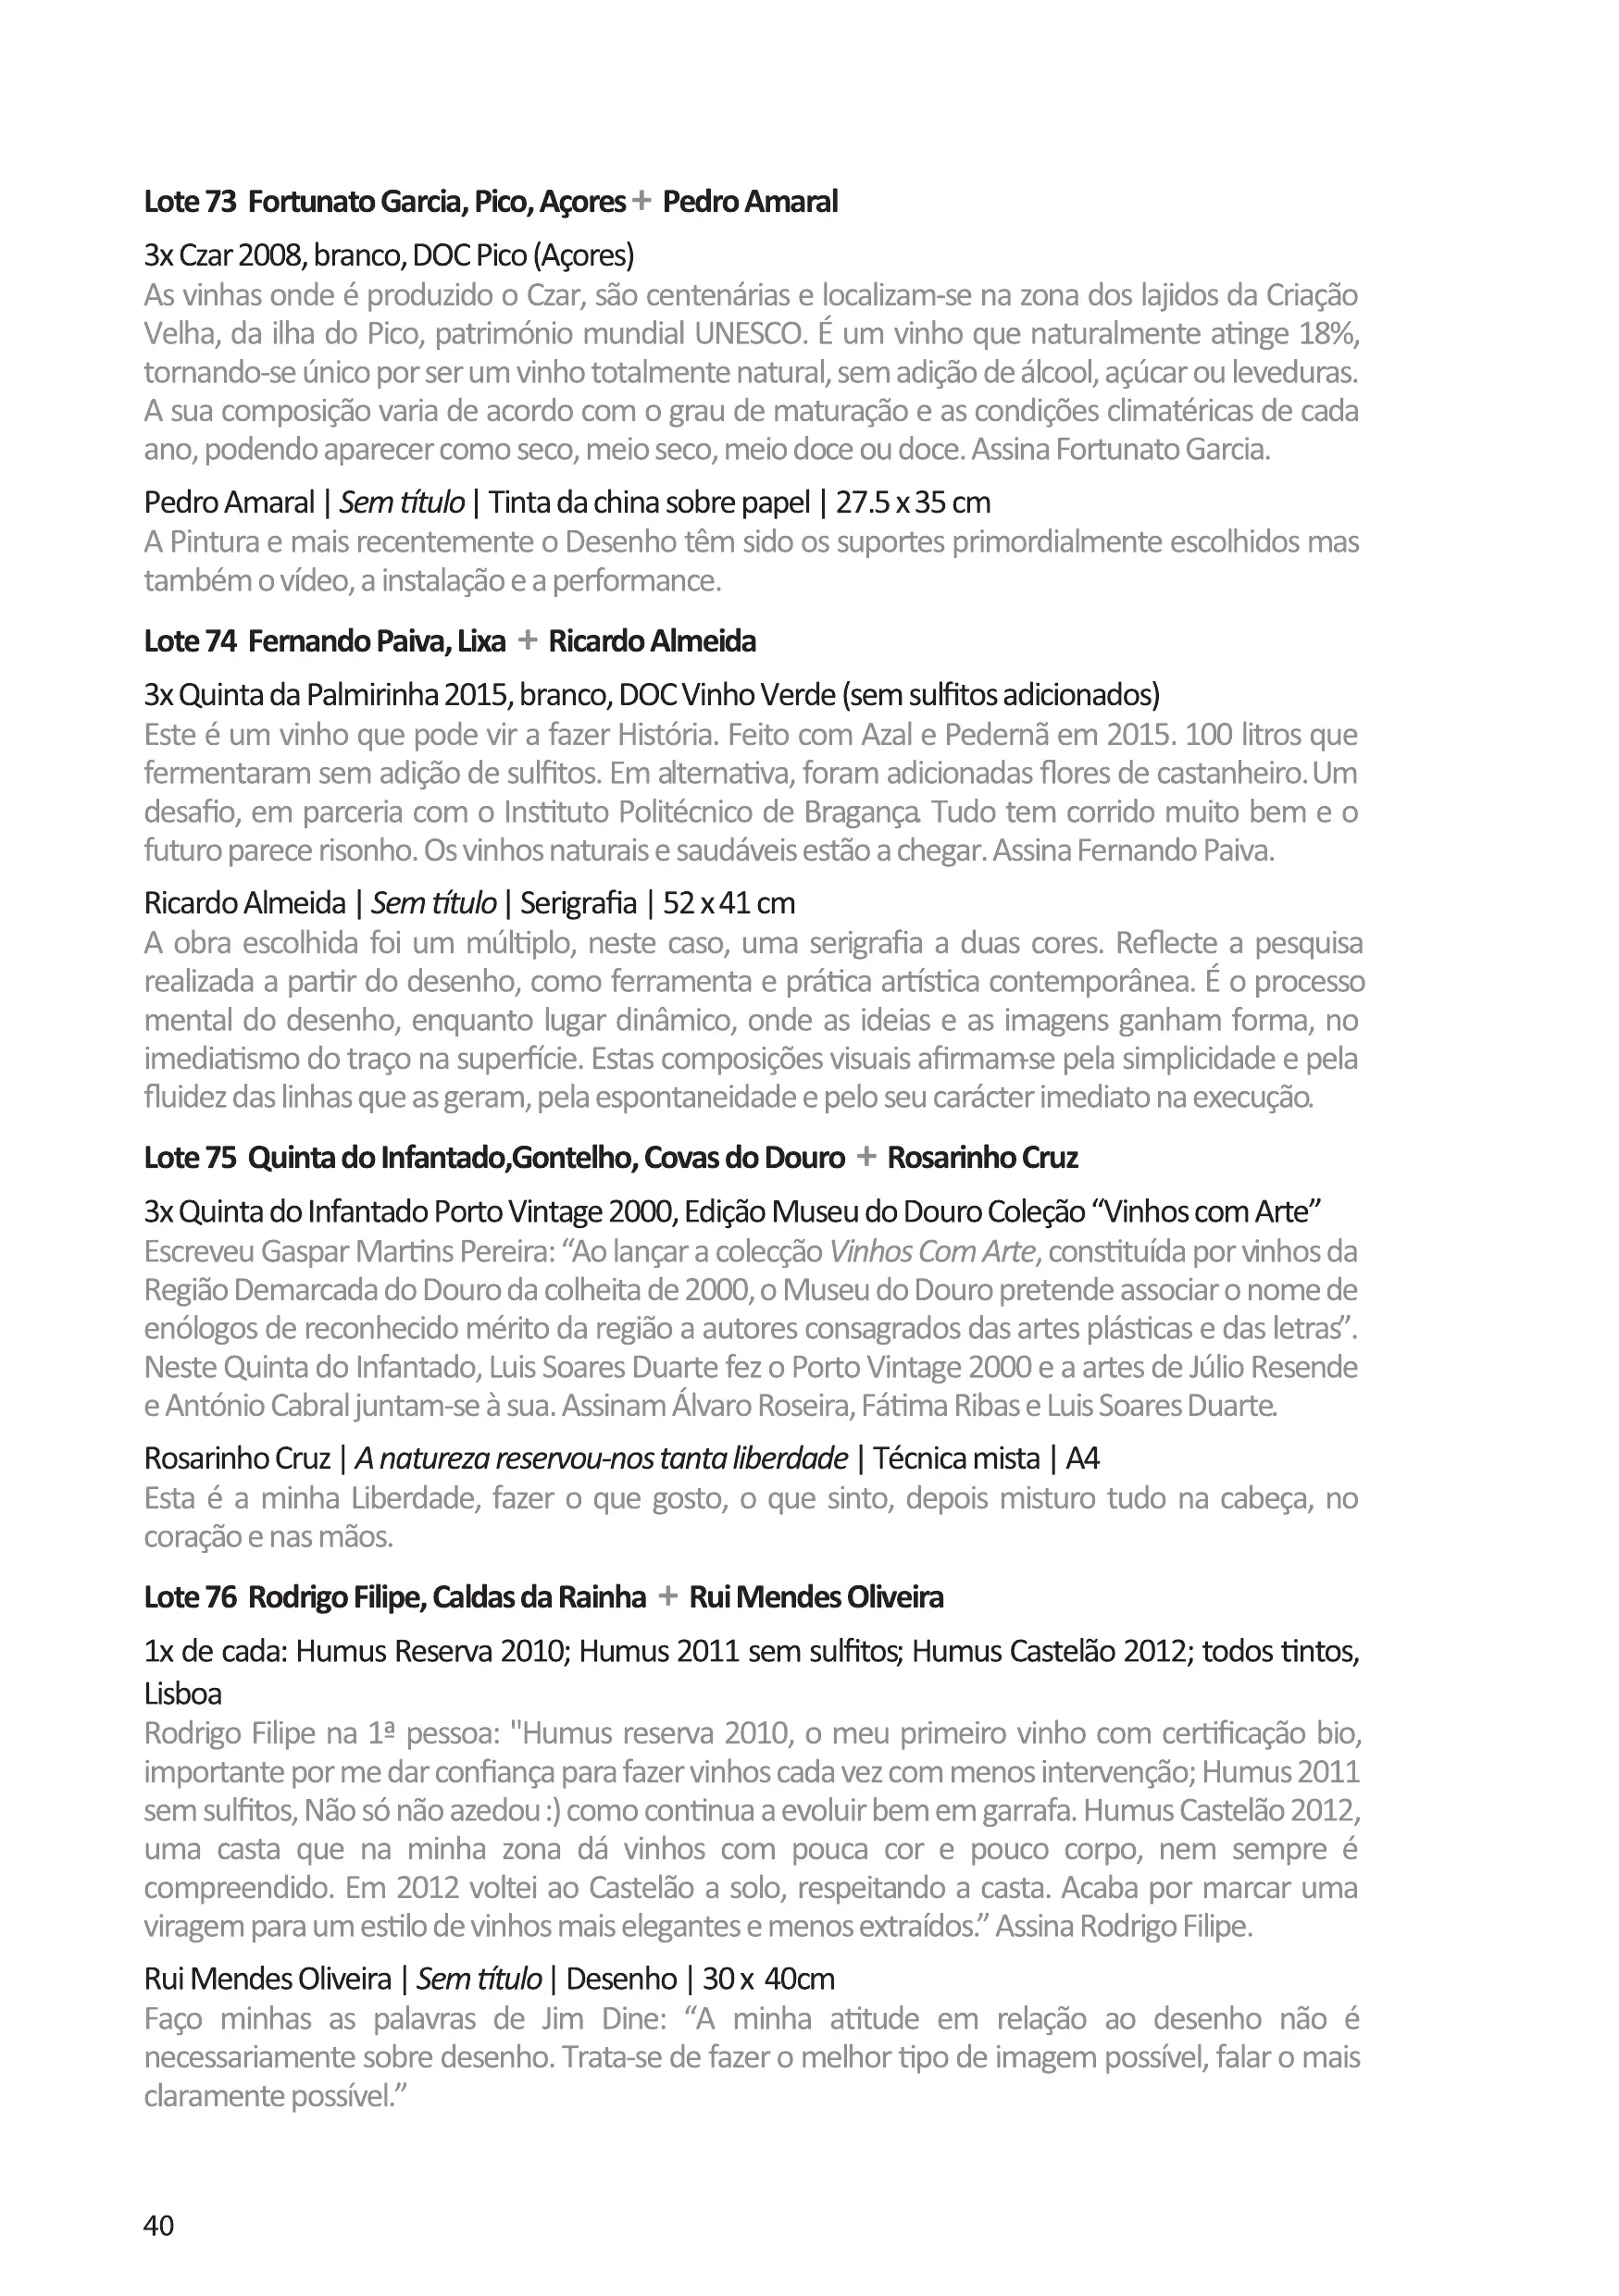 Lote 73 Fortunato Garcia, Pico, Açores + Pedro Amaral
3x Czar 2008, branco, DOC Pico (Açores)
As vinhas onde é produzido o Czar, são centenárias e localizam-se na zona dos lajidos da Criação
Velha, da ilha do Pico, património mundial UNESCO. É um vinho que naturalmente atinge 18%,
tornando-se único por ser um vinho totalmente natural, sem adição de álcool, açúcar ou leveduras.
A sua composição varia de acordo com o grau de maturação e as condições climatéricas de cada
ano, podendo aparecer como seco, meio seco, meio doce ou doce. Assina Fortunato Garcia.
Pedro Amaral | Sem título | Tinta da china sobre papel | 27.5 x 35 cm
A Pintura e mais recentemente o Desenho têm sido os suportes primordialmente escolhidos mas
também o vídeo, a instalação e a performance.
Lote 74 Fernando Paiva, Lixa + Ricardo Almeida
3x Quinta da Palmirinha 2015, branco, DOC Vinho Verde (sem sulfitos adicionados)
Este é um vinho que pode vir a fazer História. Feito com Azal e Pedernã em 2015. 100 litros que
fermentaram sem adição de sulfitos. Em alternativa, foram adicionadas flores de castanheiro. Um
desafio, em parceria com o Instituto Politécnico de Bragança. Tudo tem corrido muito bem e o
futuro parece risonho. Os vinhos naturais e saudáveis estão a chegar. Assina Fernando Paiva.
Ricardo Almeida | Sem título | Serigrafia | 52 x 41 cm
A obra escolhida foi um múltiplo, neste caso, uma serigrafia a duas cores. Reflecte a pesquisa
realizada a partir do desenho, como ferramenta e prática artística contemporânea. É o processo
mental do desenho, enquanto lugar dinâmico, onde as ideias e as imagens ganham forma, no
imediatismo do traço na superfície. Estas composições visuais afirmam-se pela simplicidade e pela
fluidez das linhas que as geram, pela espontaneidade e pelo seu carácter imediato na execução.
Lote 75 Quinta do Infantado,Gontelho, Covas do Douro + Rosarinho Cruz
3x Quinta do Infantado Porto Vintage 2000, Edição Museu do Douro Coleção “Vinhos com Arte”
Escreveu Gaspar Martins Pereira: “Ao lançar a colecção Vinhos Com Arte, constituída por vinhos da
Região Demarcada do Douro da colheita de 2000, o Museu do Douro pretende associar o nome de
enólogos de reconhecido mérito da região a autores consagrados das artes plásticas e das letras”.
Neste Quinta do Infantado, Luis Soares Duarte fez o Porto Vintage 2000 e a artes de Júlio Resende
e António Cabral juntam-se à sua. Assinam Álvaro Roseira, Fátima Ribas e Luis Soares Duarte.
Rosarinho Cruz | A natureza reservou-nos tanta liberdade | Técnica mista | A4
Esta é a minha Liberdade, fazer o que gosto, o que sinto, depois misturo tudo na cabeça, no
coração e nas mãos.
Lote 76 Rodrigo Filipe, Caldas da Rainha + Rui Mendes Oliveira
1x de cada: Humus Reserva 2010; Humus 2011 sem sulfitos; Humus Castelão 2012; todos tintos,
Lisboa
Rodrigo Filipe na 1ª pessoa: "Humus reserva 2010, o meu primeiro vinho com certificação bio,
importante por me dar confiança para fazer vinhos cada vez com menos intervenção; Humus 2011
sem sulfitos, Não só não azedou :) como continua a evoluir bem em garrafa. Humus Castelão 2012,
uma casta que na minha zona dá vinhos com pouca cor e pouco corpo, nem sempre é
compreendido. Em 2012 voltei ao Castelão a solo, respeitando a casta. Acaba por marcar uma
viragem para um estilo de vinhos mais elegantes e menos extraídos.” Assina Rodrigo Filipe.
Rui Mendes Oliveira | Sem título | Desenho | 30 x 40cm
Faço minhas as palavras de Jim Dine: “A minha atitude em relação ao desenho não é
necessariamente sobre desenho. Trata-se de fazer o melhor tipo de imagem possível, falar o mais
claramente possível.”
40